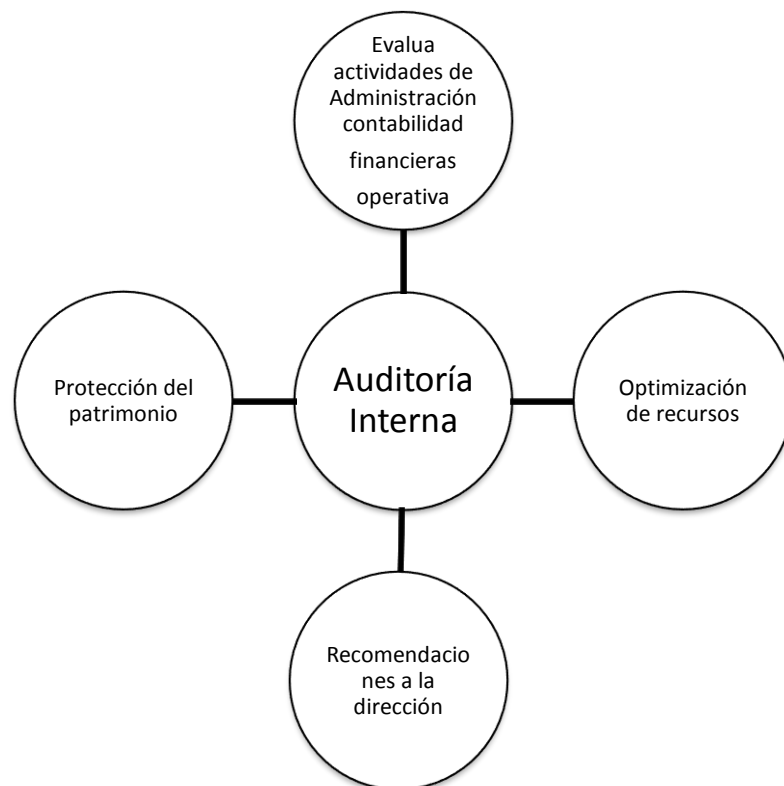 Evalua
actividades de
Administración
contabilidad
financieras
operativa
Protección del
patrimonio
Auditoría
Interna
Optimización
de recursos
Recomendacio
nes a la
dirección